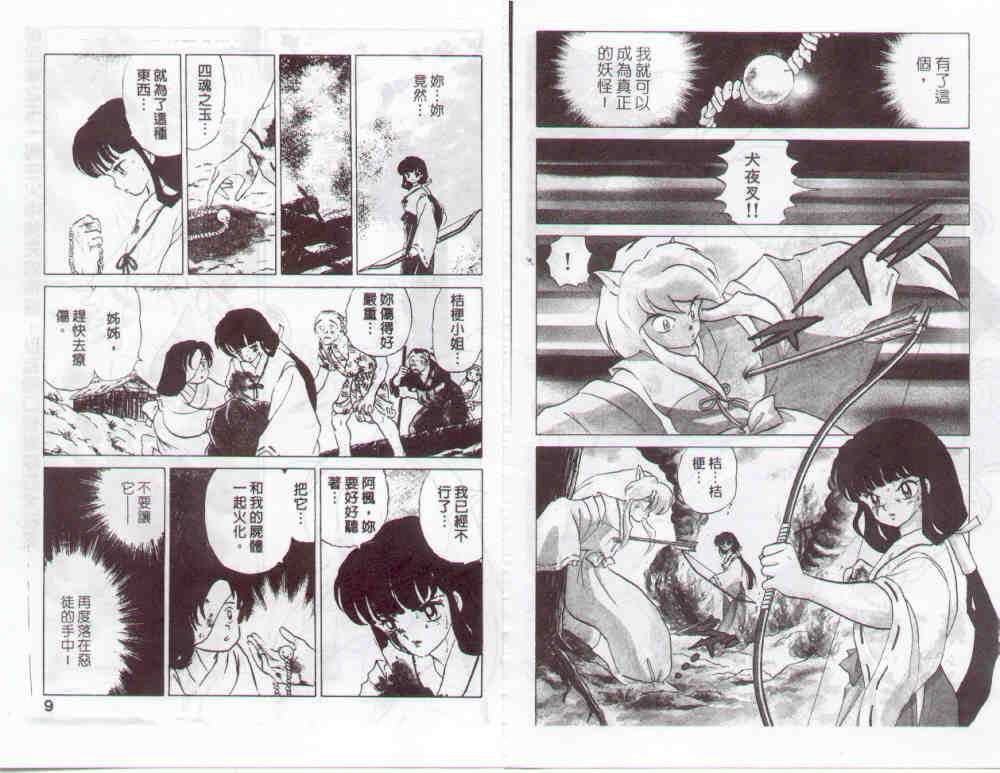 有了這
個，
我就可以
成為真正
的妖怪！
犬夜叉!!
！
桔…桔
梗…
妳…妳
竟然…
四魂之玉…
就為了這種
東西…
桔梗小姐…
妳傷得好
嚴重…
姊姊，
趕快去療
傷。
我已經不
行了…
阿楓，妳
要好好聽
著…
把它…
和我的屍體
一起火化。
不要讓
它——
再度落在惡
徒的手中！
9